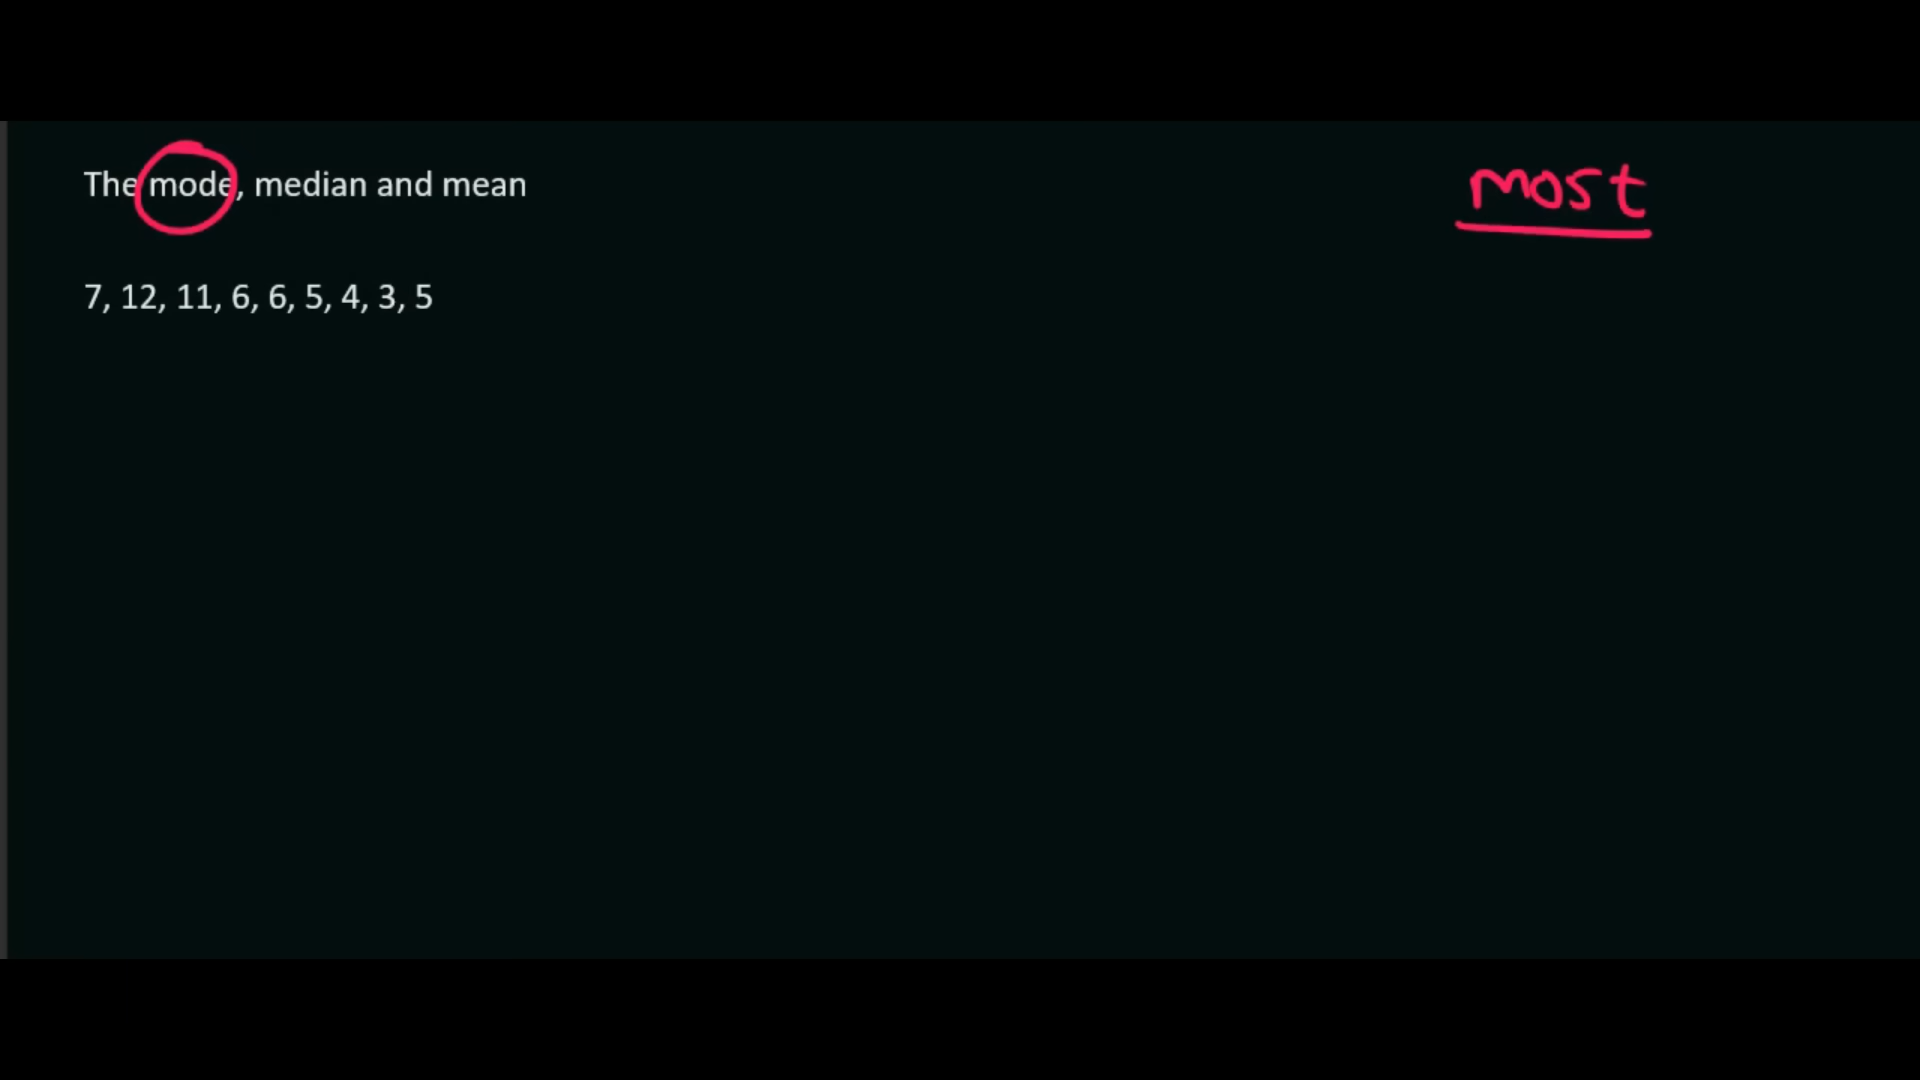 The mode, median and mean
most
7, 12, 11, 6, 6, 5, 4, 3, 5